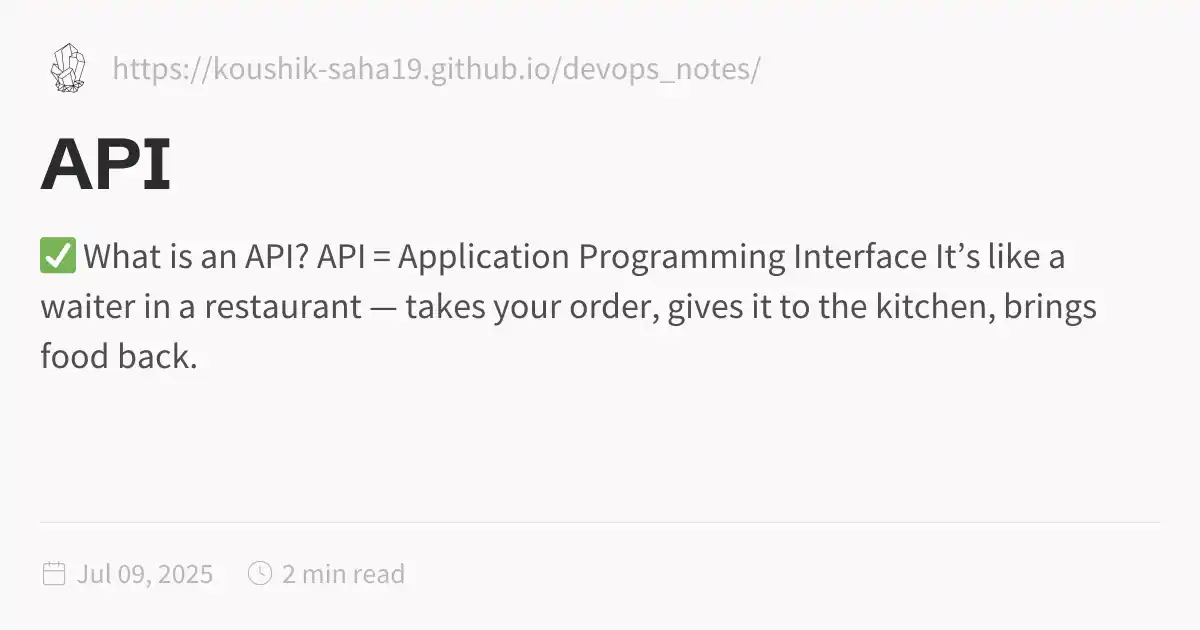 https://koushik-saha19.github.io/devops_notes/
API
✅ What is an API? API = Application Programming Interface It’s like a
waiter in a restaurant — takes your order, gives it to the kitchen, brings
food back.
Jul 09, 2025 2 min read